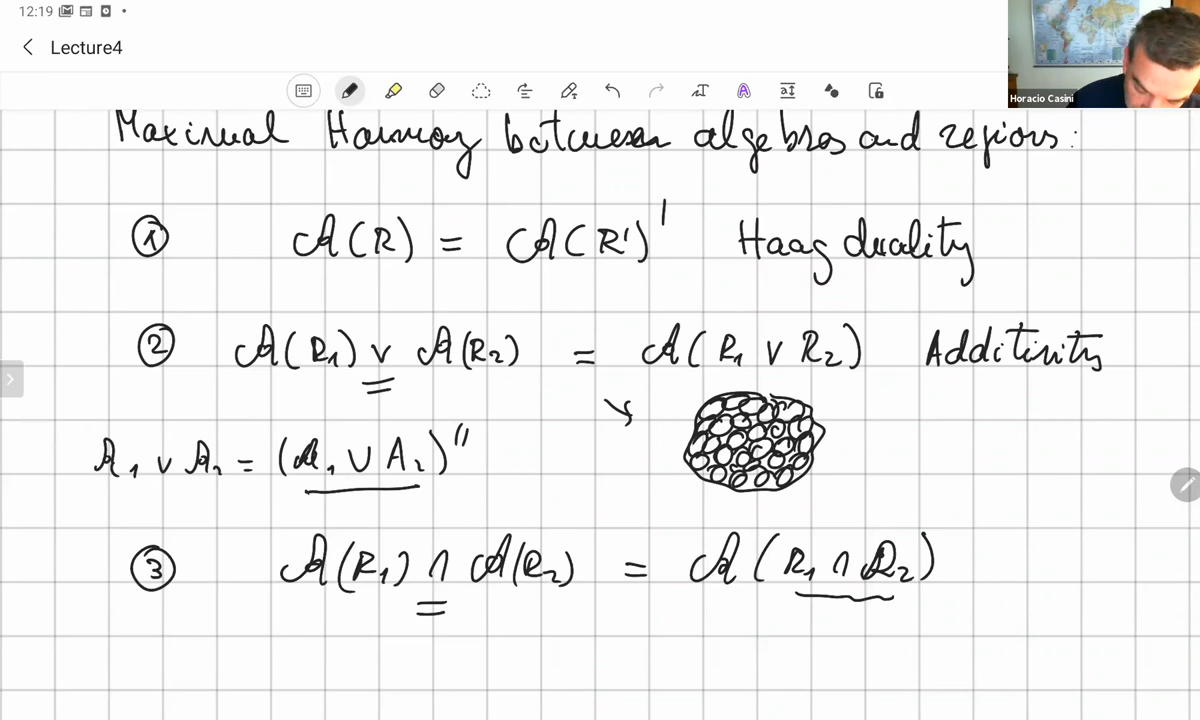 12:19
Lecture4
Horacio Casini
Maximal Harmony between algebras and regions:
① 𝒜(R) = 𝒜(R')' Haag duality
② 𝒜(R₁) ∨ 𝒜(R₂) = 𝒜(R₁ ∨ R₂) Additivity
𝒜₁ ∨ 𝒜₂ = (𝒜₁ ∪ A₂)''
③ 𝒜(R₁) ∧ 𝒜(R₂) = 𝒜(R₁ ∧ R₂)